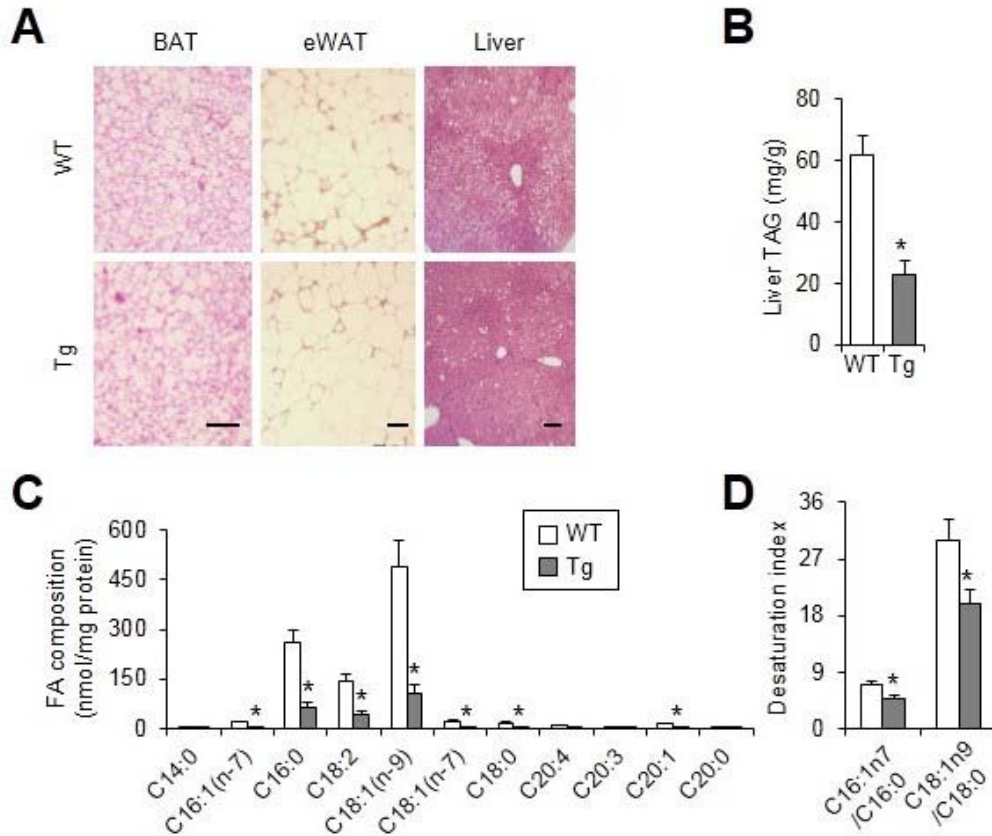 A
BAT eWAT Liver
WT
Tg
B
Liver TAG (mg/g)
80
60
40
20
0
*
WT Tg
C
FA composition
(nmol/mg protein)
600
450
300
150
0
WT
Tg
* * * * * * *
C14:0
C16:1(n-7)
C16:0
C18:2
C18:1(n-9)
C18:1(n-7)
C18:0
C20:4
C20:3
C20:1
C20:0
D
Desaturation index
36
27
18
9
0
* *
C16:1n7
/C16:0
C18:1n9
/C18:0